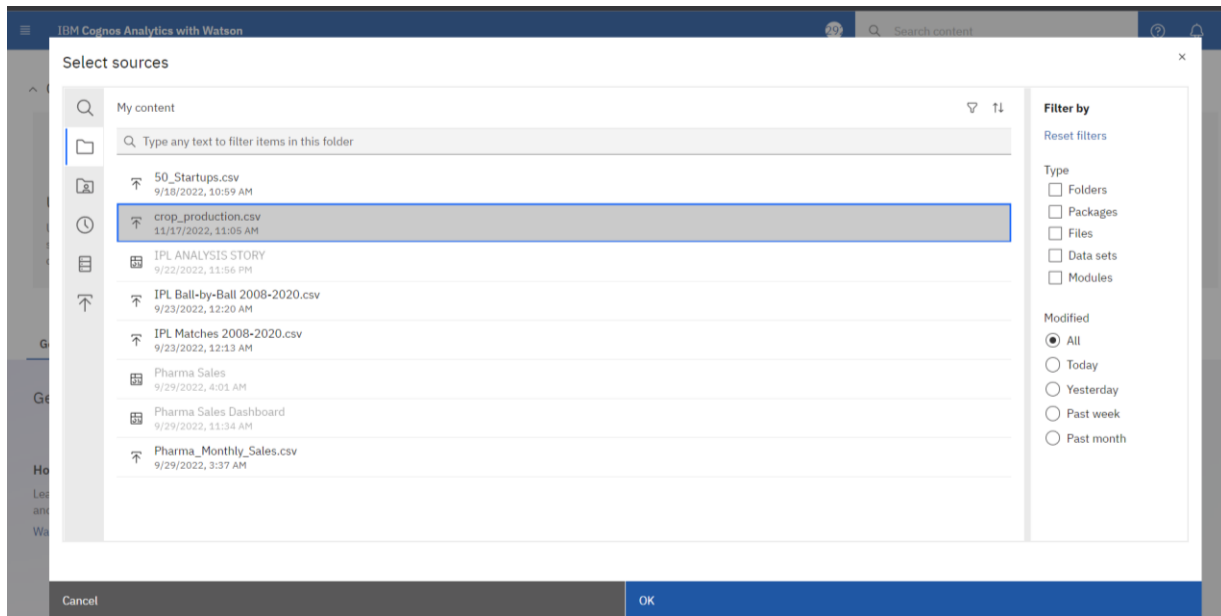 IBM Cognos Analytics with Watson
29
Search content
Select sources
My content
Type any text to filter items in this folder
50_Startups.csv
9/18/2022, 10:59 AM
crop_production.csv
11/17/2022, 11:05 AM
IPL ANALYSIS STORY
9/22/2022, 11:56 PM
IPL Ball-by-Ball 2008-2020.csv
9/23/2022, 12:20 AM
IPL Matches 2008-2020.csv
9/23/2022, 12:13 AM
Pharma Sales
9/29/2022, 4:01 AM
Pharma Sales Dashboard
9/29/2022, 11:34 AM
Pharma_Monthly_Sales.csv
9/29/2022, 3:37 AM
Filter by
Reset filters
Type
Folders
Packages
Files
Data sets
Modules
Modified
All
Today
Yesterday
Past week
Past month
Ge
Ho
Lea
and
Wa
Cancel
OK